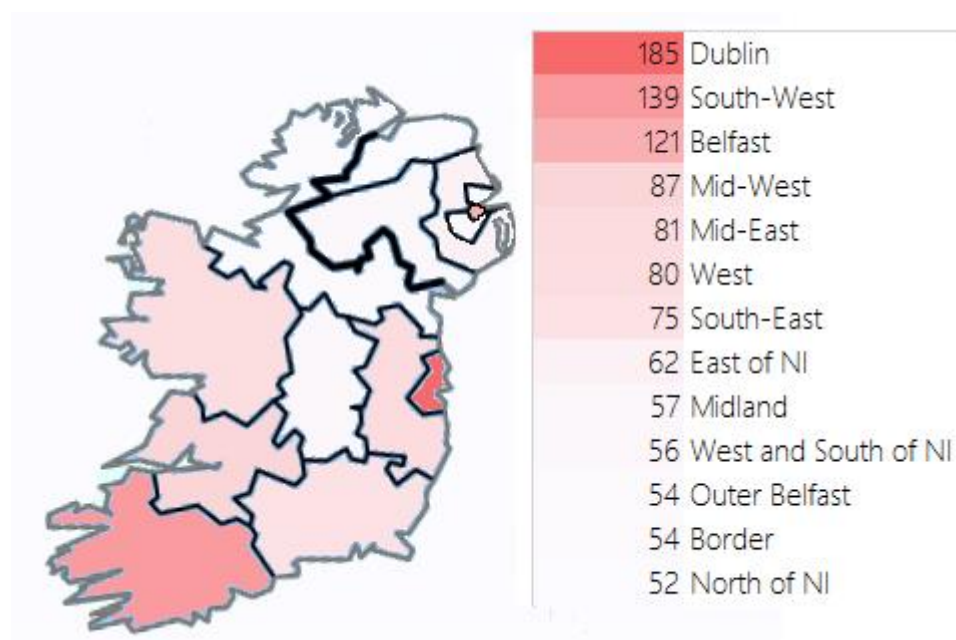 185 Dublin
139 South-West
121 Belfast
87 Mid-West
81 Mid-East
80 West
75 South-East
62 East of NI
57 Midland
56 West and South of NI
54 Outer Belfast
54 Border
52 North of NI